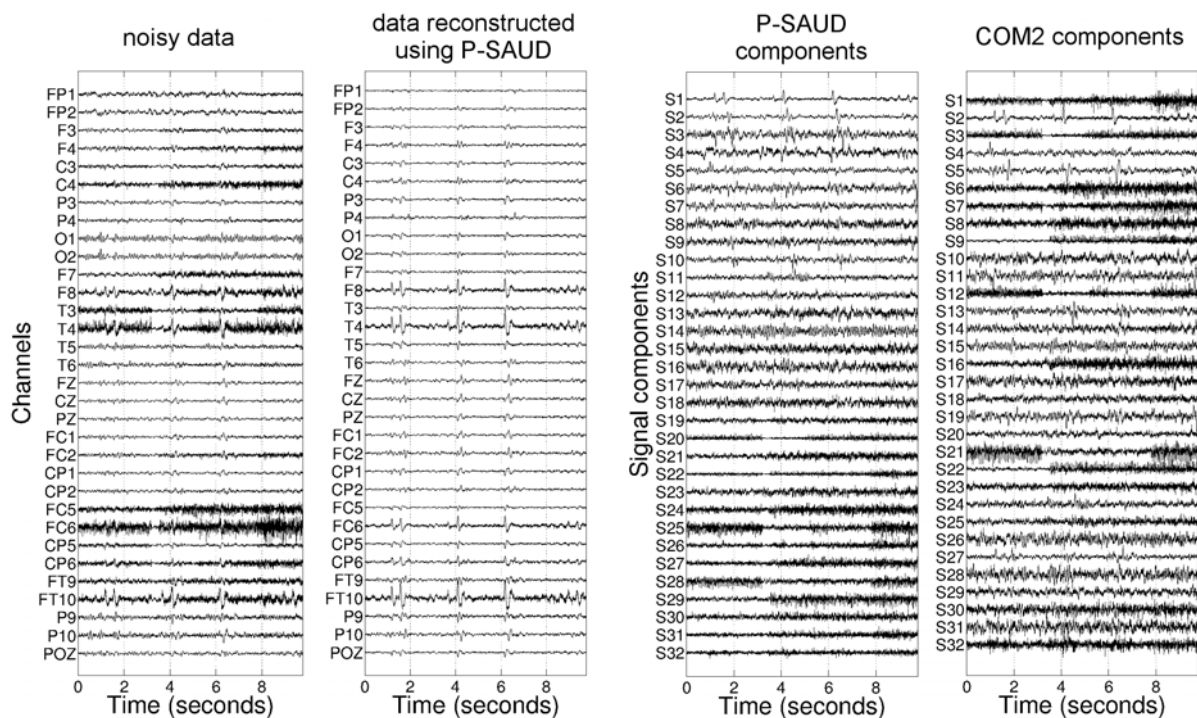 noisy data
data reconstructed
using P-SAUD
P-SAUD
components
COM2 components
Channels
FP1
FP2
F3
F4
C3
C4
P3
P4
O1
O2
F7
F8
T3
T4
T5
T6
FZ
CZ
PZ
FC1
FC2
CP1
CP2
FC5
FC6
CP5
CP6
FT9
FT10
P9
P10
POZ
0 2 4 6 8
Time (seconds)
FP1
FP2
F3
F4
C3
C4
P3
P4
O1
O2
F7
F8
T3
T4
T5
T6
FZ
CZ
PZ
FC1
FC2
CP1
CP2
FC5
FC6
CP5
CP6
FT9
FT10
P9
P10
POZ
0 2 4 6 8
Time (seconds)
Signal components
S1
S2
S3
S4
S5
S6
S7
S8
S9
S10
S11
S12
S13
S14
S15
S16
S17
S18
S19
S20
S21
S22
S23
S24
S25
S26
S27
S28
S29
S30
S31
S32
0 2 4 6 8
Time (seconds)
S1
S2
S3
S4
S5
S6
S7
S8
S9
S10
S11
S12
S13
S14
S15
S16
S17
S18
S19
S20
S21
S22
S23
S24
S25
S26
S27
S28
S29
S30
S31
S32
0 2 4 6 8
Time (seconds)